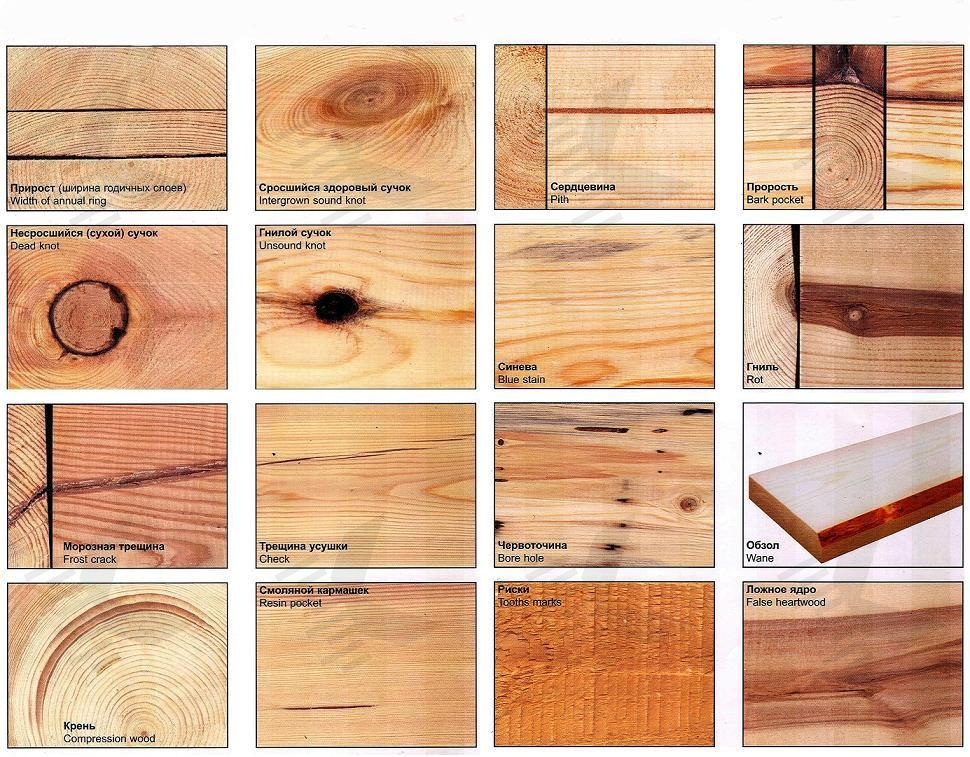 Прирост (ширина годичных слоев)
Width of annual ring
Сросшийся здоровый сучок
Intergrown sound knot
Сердцевина
Pith
Прорость
Bark pocket
Несросшийся (сухой) сучок
Dead knot
Гнилой сучок
Unsound knot
Синева
Blue stain
Гниль
Rot
Морозная трещина
Frost crack
Трещина усушки
Check
Червоточина
Bore hole
Обзол
Wane
Крень
Compression wood
Смоляной кармашек
Resin pocket
Риски
Tooths marks
Ложное ядро
False heartwood